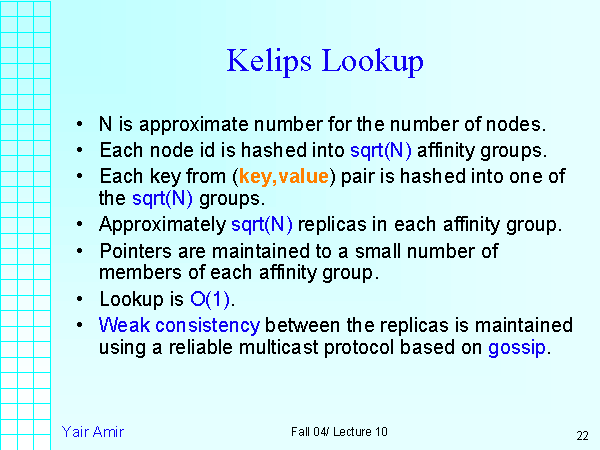 Kelips Lookup
• N is approximate number for the number of nodes.
• Each node id is hashed into sqrt(N) affinity groups.
• Each key from (key,value) pair is hashed into one of
the sqrt(N) groups.
• Approximately sqrt(N) replicas in each affinity group.
• Pointers are maintained to a small number of
members of each affinity group.
• Lookup is O(1).
• Weak consistency between the replicas is maintained
using a reliable multicast protocol based on gossip.
Yair Amir
Fall 04/ Lecture 10
22